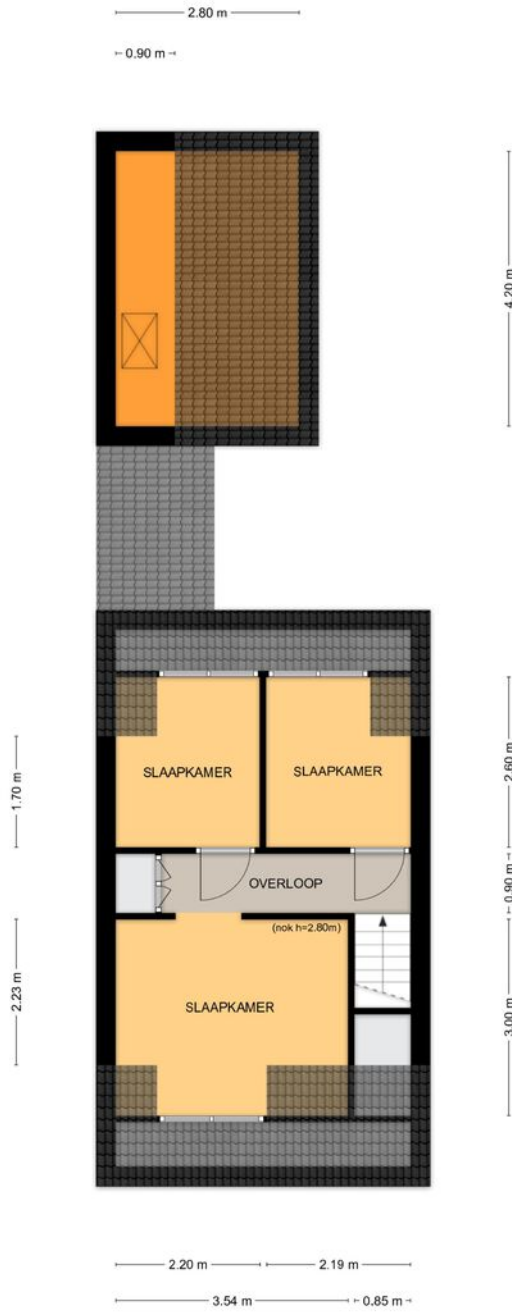 2.80 m
0.90 m
4.20 m
SLAAPKAMER
SLAAPKAMER
1.70 m
2.60 m
OVERLOOP
0.90 m
(nok h=2.80m)
SLAAPKAMER
2.23 m
3.00 m
2.20 m
2.19 m
3.54 m
0.85 m